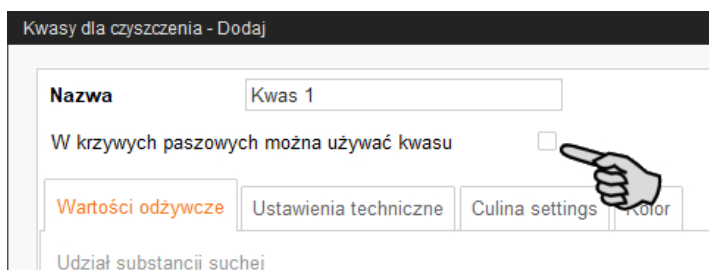 Kwasy dla czyszczenia - Dodaj
Nazwa Kwas 1
W krzywych paszowych można używać kwasu
Wartości odżywcze Ustawienia techniczne Culina settings Kolor
Udział substancji suchej